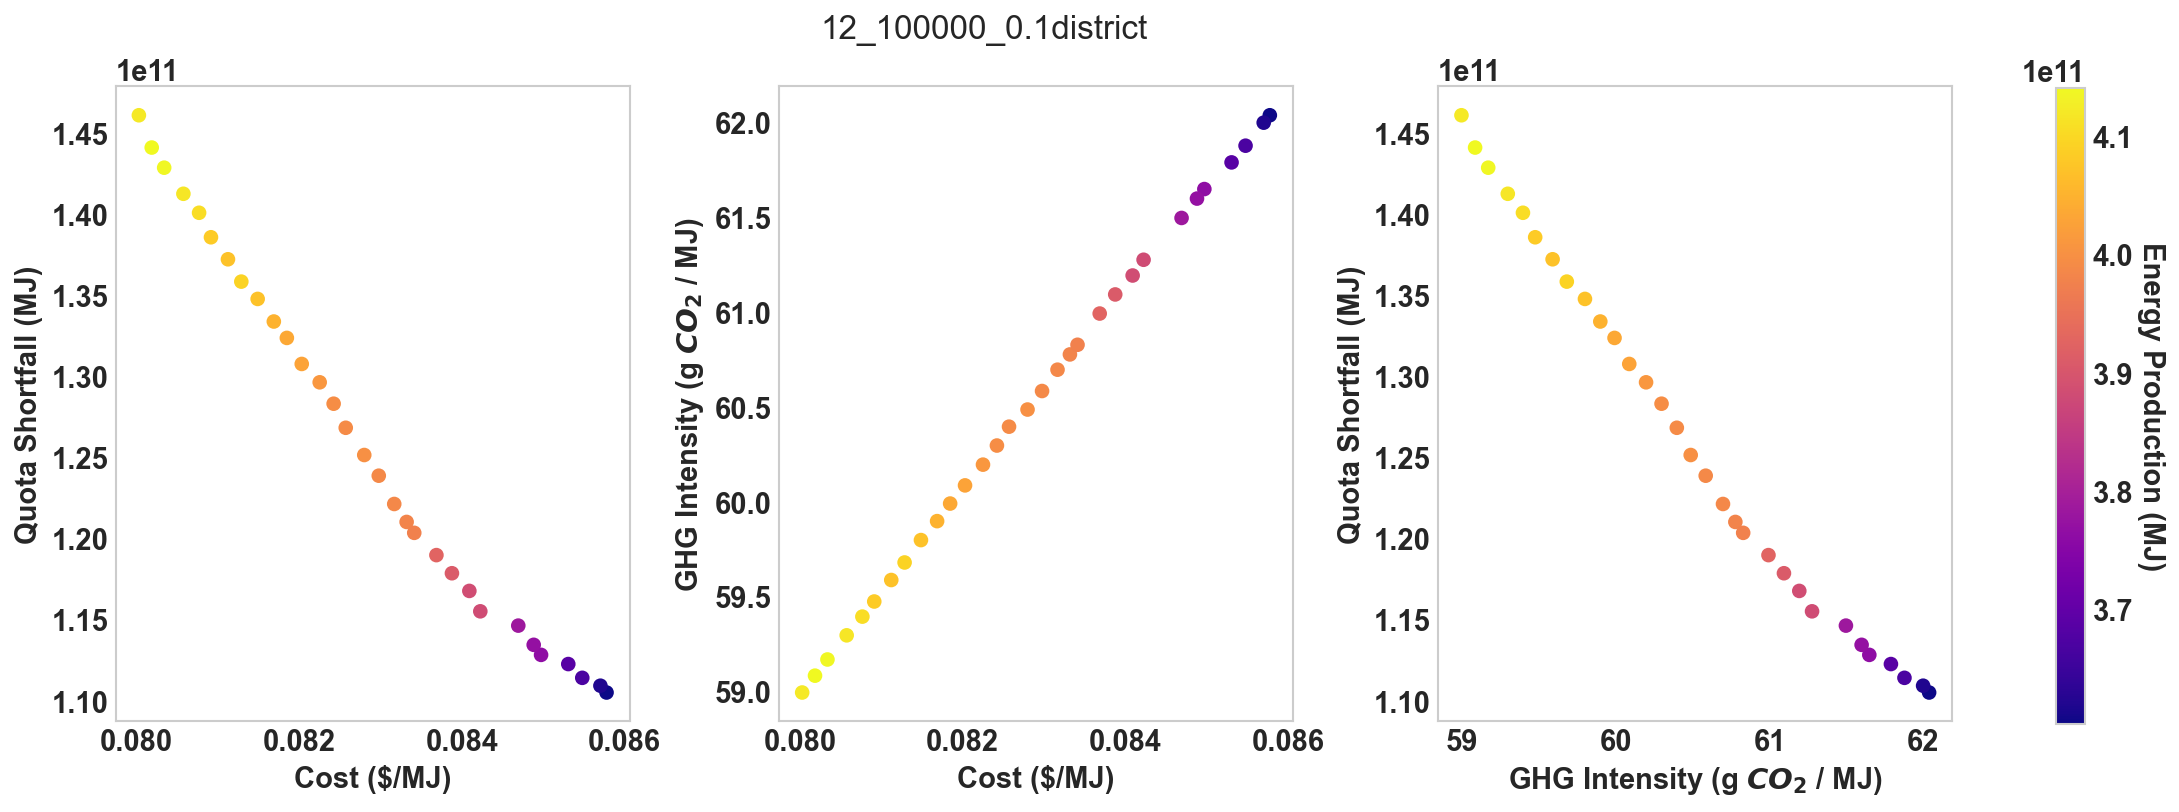 12_100000_0.1district
1e11
1.45
1.40
1.35
1.30
1.25
1.20
1.15
1.10
Quota Shortfall (MJ)
0.080 0.082 0.084 0.086
Cost ($/MJ)
62.0
61.5
61.0
60.5
60.0
59.5
59.0
GHG Intensity (g CO₂ / MJ)
0.080 0.082 0.084 0.086
Cost ($/MJ)
1e11
1.45
1.40
1.35
1.30
1.25
1.20
1.15
1.10
Quota Shortfall (MJ)
59 60 61 62
GHG Intensity (g CO₂ / MJ)
1e11
4.1
4.0
3.9
3.8
3.7
Energy Production (MJ)